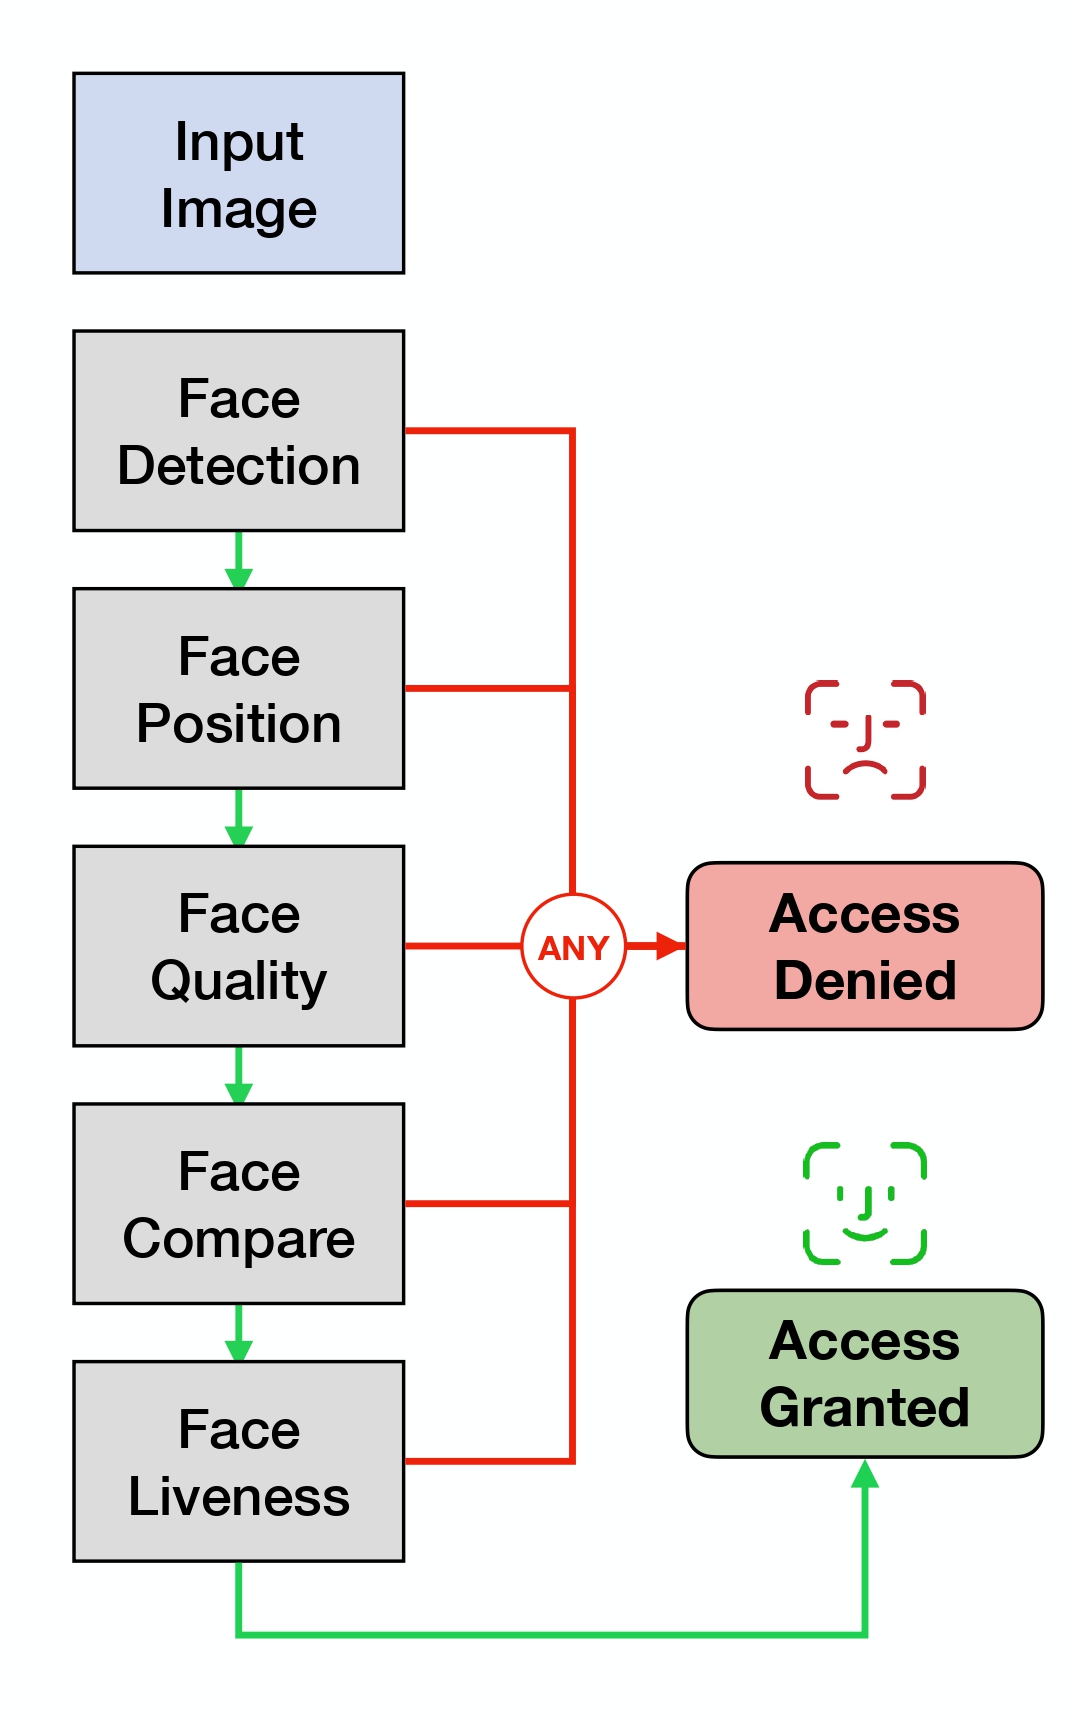 Input
Image
Face
Detection
Face
Position
Face
Quality
ANY
Access
Denied
Face
Compare
Access
Granted
Face
Liveness